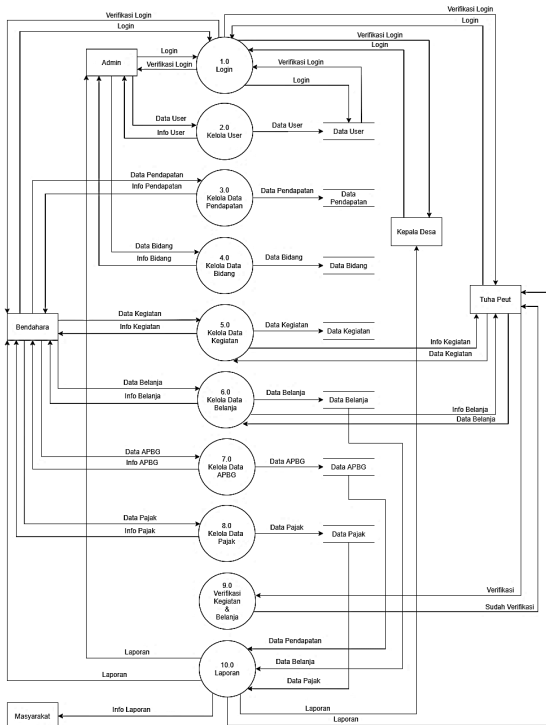 Verifikasi Login
Login
Verifikasi Login
Login
Verifikasi Login
Login
Admin
Login
Verifikasi Login
1.0
Login
Verifikasi Login
Login
Data User
Info User
2.0
Kelola User
Data User
Data User
Data Pendapatan
Info Pendapatan
3.0
Kelola Data
Pendapatan
Data Pendapatan
Data
Pendapatan
Kepala Desa
Data Bidang
Info Bidang
4.0
Kelola Data
Bidang
Data Bidang
Data Bidang
Tuha Peut
Bendahara
Data Kegiatan
Info Kegiatan
5.0
Kelola Data
Kegiatan
Data Kegiatan
Data Kegiatan
Info Kegiatan
Data Kegiatan
Data Belanja
Info Belanja
6.0
Kelola Data
Belanja
Data Belanja
Data Belanja
Info Belanja
Data Belanja
Data APBG
Info APBG
7.0
Kelola Data
APBG
Data APBG
Data APBG
Data Pajak
Info Pajak
8.0
Kelola Data
Pajak
Data Pajak
Data Pajak
9.0
Verifikasi
Kegiatan
&
Belanja
Verifikasi
Sudah Verifikasi
Data Pendapatan
Laporan
10.0
Laporan
Data Belanja
Laporan
Data Pajak
Info Laporan
Laporan
Masyarakat
Laporan